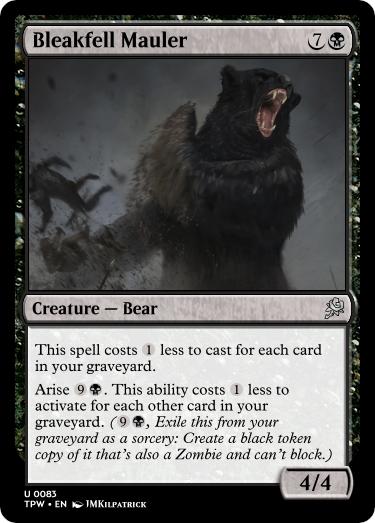 Bleakfell Mauler 7
Creature — Bear
This spell costs 1 less to cast for each card
in your graveyard.
Arise 9 . This ability costs 1 less to
activate for each other card in your
graveyard. ( 9 , Exile this from your
graveyard as a sorcery: Create a black token
copy of it that's also a Zombie and can't block.)
4/4
U 0083
TPW • EN JMKilpatrick